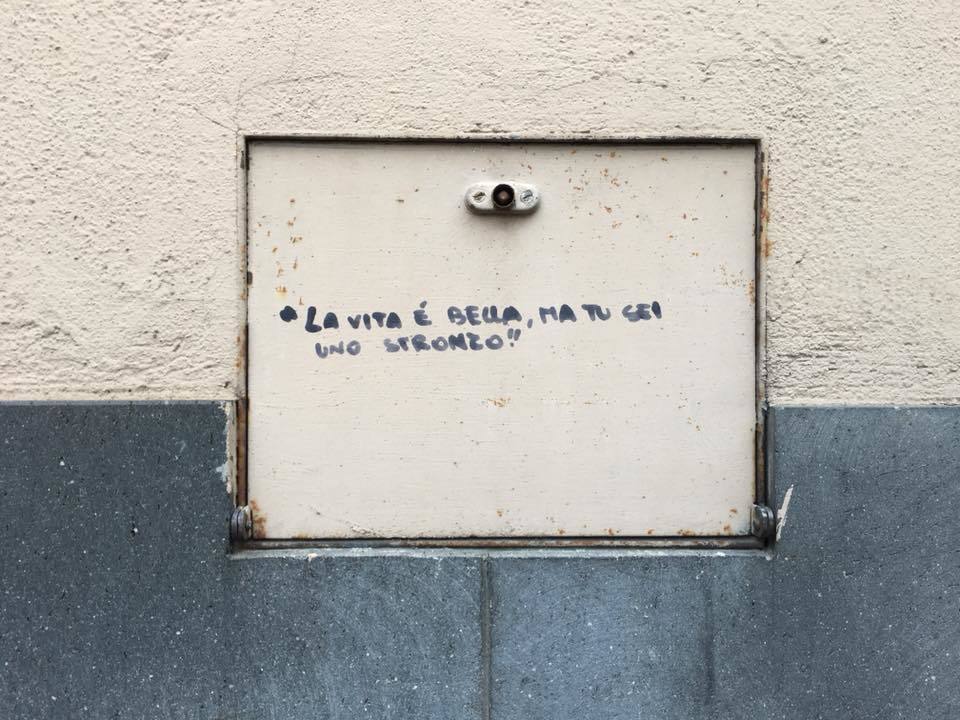 "LA VITA É BELLA, MA TU SEI
UNO STRONZO"